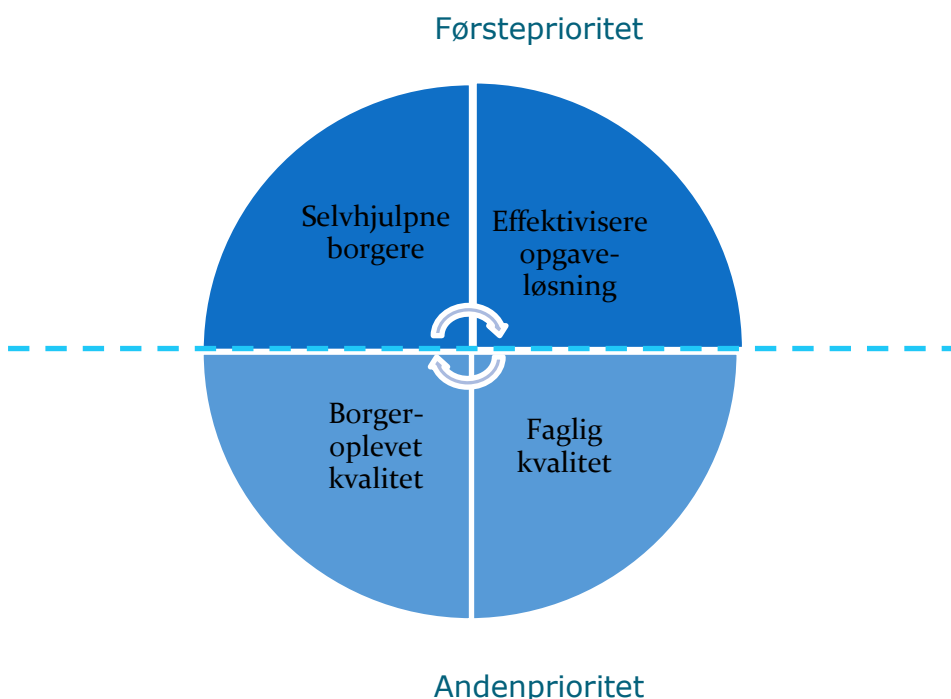 Førsteprioritet
Selvhjulpne
borgere
Effektivisere
opgave-
løsning
Borger-
oplevet
kvalitet
Faglig
kvalitet
Andenprioritet